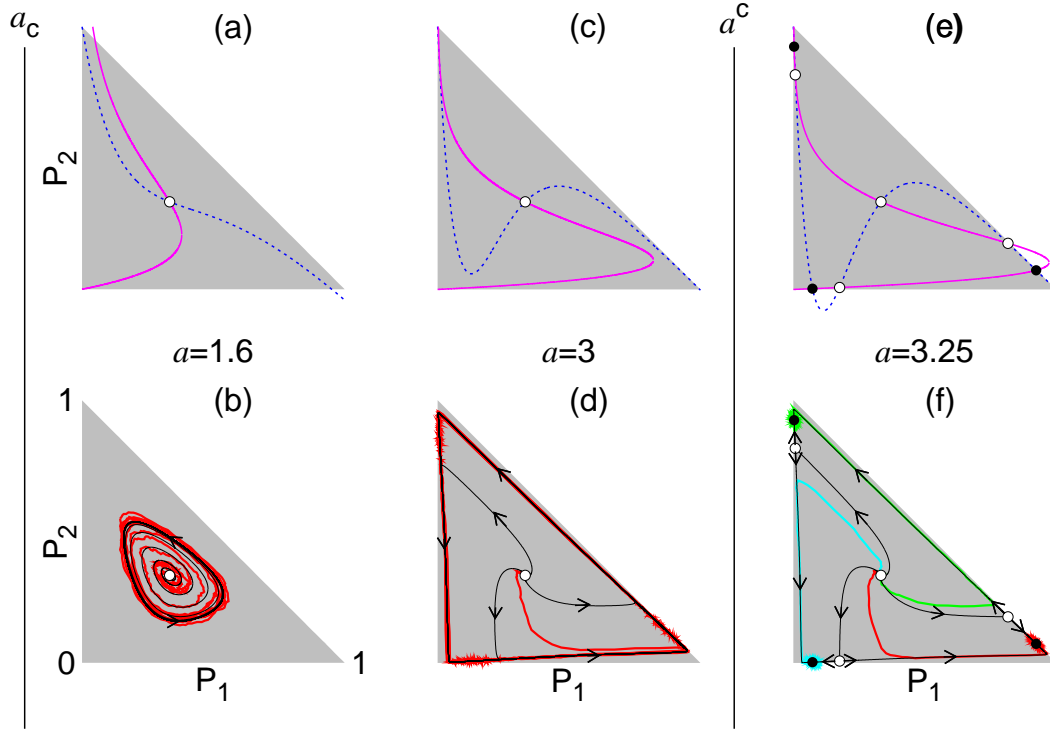 a_c (a) (c) a^c (e)
P_2
a=1.6 a=3 a=3.25
1 (b) (d) (f)
P_2
0 1
P_1 P_1 P_1